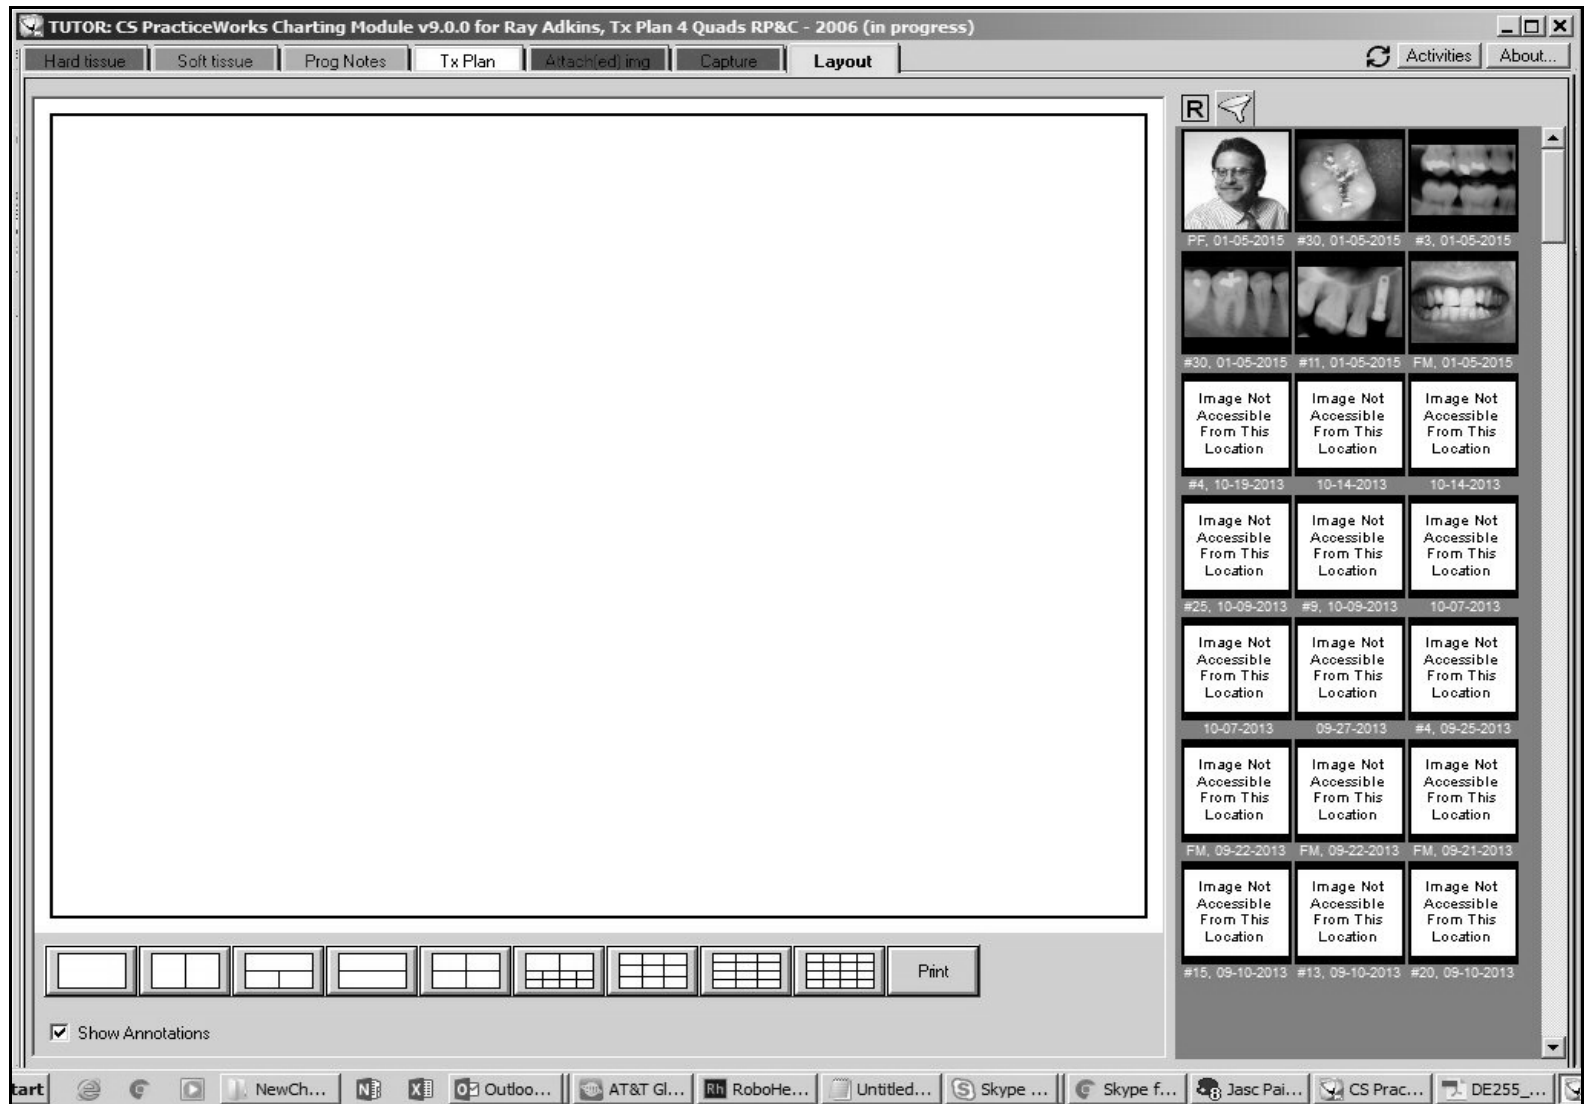 TUTOR: CS PracticeWorks Charting Module v9.0.0 for Ray Adkins, Tx Plan 4 Quads RP&C - 2006 (in progress)
Hard tissue Soft tissue Prog Notes Tx Plan Attach(ed) img Capture Layout Activities About...
R
PF, 01-05-2015 #30, 01-05-2015 #3, 01-05-2015
#30, 01-05-2015 #11, 01-05-2015 FM, 01-05-2015
Image Not Image Not Image Not
Accessible Accessible Accessible
From This From This From This
Location Location Location
#4, 10-19-2013 10-14-2013 10-14-2013
Image Not Image Not Image Not
Accessible Accessible Accessible
From This From This From This
Location Location Location
#25, 10-09-2013 #9, 10-09-2013 10-07-2013
Image Not Image Not Image Not
Accessible Accessible Accessible
From This From This From This
Location Location Location
10-07-2013 09-27-2013 #4, 09-25-2013
Image Not Image Not Image Not
Accessible Accessible Accessible
From This From This From This
Location Location Location
FM, 09-22-2013 FM, 09-22-2013 FM, 09-21-2013
Image Not Image Not Image Not
Accessible Accessible Accessible
From This From This From This
Location Location Location
#15, 09-10-2013 #13, 09-10-2013 #20, 09-10-2013
Print
Show Annotations
tart NewCh... Outloo... AT&T Gl... Rh RoboHe... Untitled... Skype ... Skype f... Jasc Pai... CS Prac... DE255_...